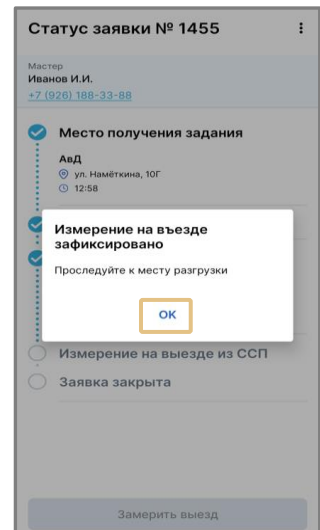 Статус заявки № 1455
Мастер
Иванов И.И.
+7 (926) 188-33-88
Место получения задания
АвД
ул. Намёткина, 10Г
12:58
Измерение на въезде
зафиксировано
Проследуйте к месту разгрузки
OK
Измерение на выезде из ССП
Заявка закрыта
Замерить выезд